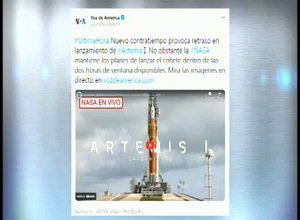 VOA
Voz de América
#ÚltimaHora Nuevo contratiempo provoca retraso en
lanzamiento de #Artemis I. No obstante la #NASA
mantiene los planes de lanzar el cohete dentro de las
dos horas de ventana disponibles. Mira las imágenes en
directo en vozdeamerica.com
NASA EN VIVO
ARTEMIS I